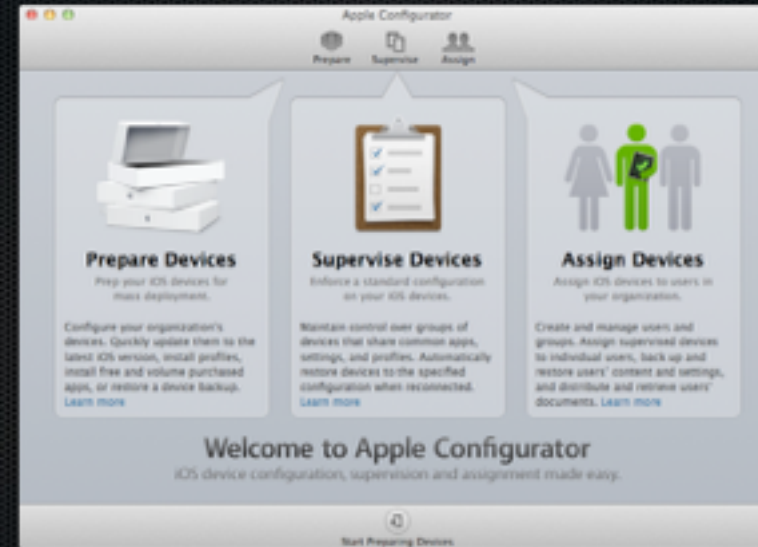 Apple Configurator
Prepare Supervise Assign
Prepare Devices
Prep your iOS devices for
mass deployment.
Configure your organization's
devices. Quickly update them to the
latest iOS version, install profiles,
install free and volume purchased
apps, or restore a device backup.
Learn more
Supervise Devices
Enforce a standard configuration
on your iOS devices.
Maintain control over groups of
devices that share common apps,
settings, and profiles. Automatically
restore devices to the specified
configuration when reconnected.
Learn more
Assign Devices
Assign iOS devices to users in
your organization.
Create and manage users and
groups. Assign supervised devices
to individual users, back up and
restore users' content and settings,
and distribute and retrieve users'
documents. Learn more
Welcome to Apple Configurator
iOS device configuration, supervision and assignment made easy.
Start Preparing Devices